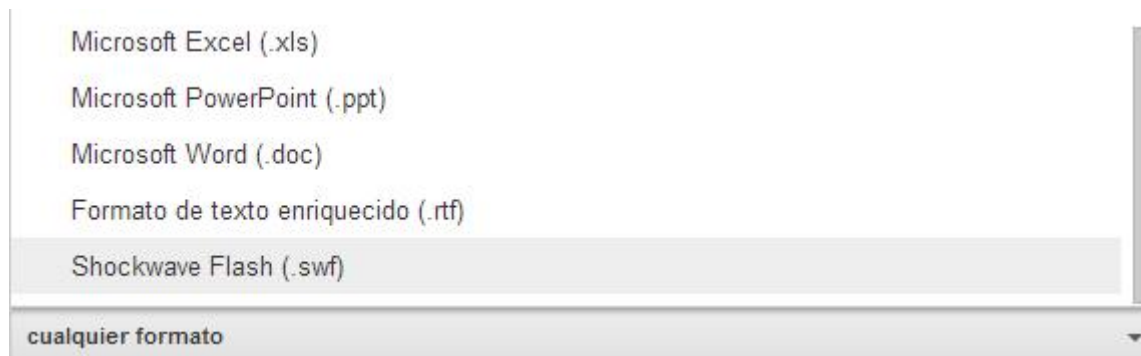 Microsoft Excel (.xls)
Microsoft PowerPoint (.ppt)
Microsoft Word (.doc)
Formato de texto enriquecido (.rtf)
Shockwave Flash (.swf)
cualquier formato